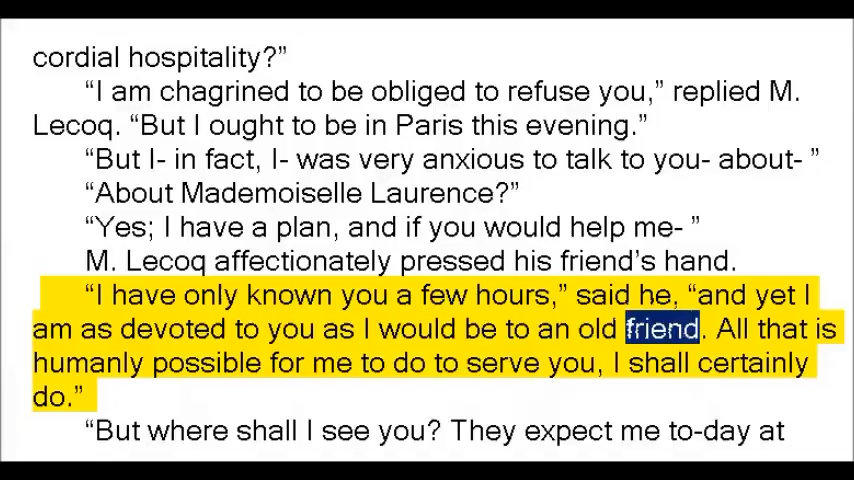 cordial hospitality?”
“I am chagrined to be obliged to refuse you,” replied M.
Lecoq. “But I ought to be in Paris this evening.”
“But I- in fact, I- was very anxious to talk to you- about- ”
“About Mademoiselle Laurence?”
“Yes; I have a plan, and if you would help me- ”
M. Lecoq affectionately pressed his friend’s hand.
“I have only known you a few hours,” said he, “and yet I
am as devoted to you as I would be to an old friend. All that is
humanly possible for me to do to serve you, I shall certainly
do.”
“But where shall I see you? They expect me to-day at